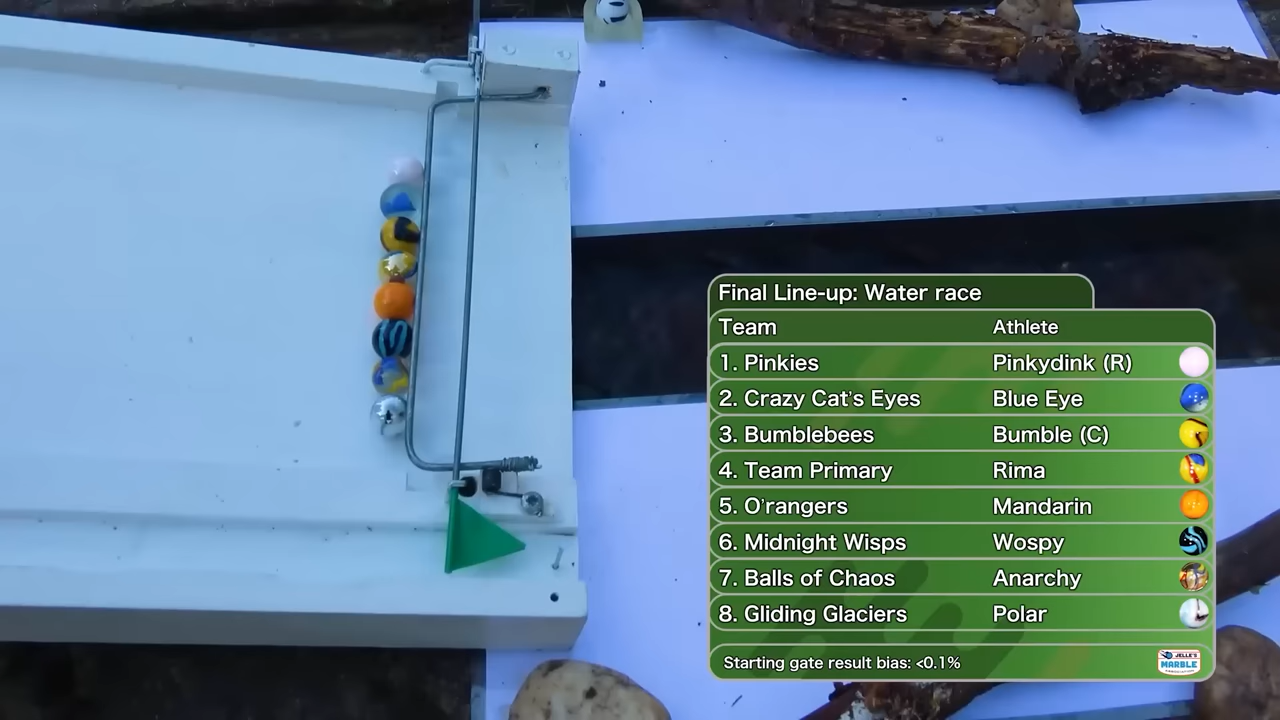 Final Line-up: Water race
Team Athlete
1. Pinkies Pinkydink (R)
2. Crazy Cat's Eyes Blue Eye
3. Bumblebees Bumble (C)
4. Team Primary Rima
5. O'rangers Mandarin
6. Midnight Wisps Wospy
7. Balls of Chaos Anarchy
8. Gliding Glaciers Polar
Starting gate result bias: <0.1%
JELLE'S
MARBLE